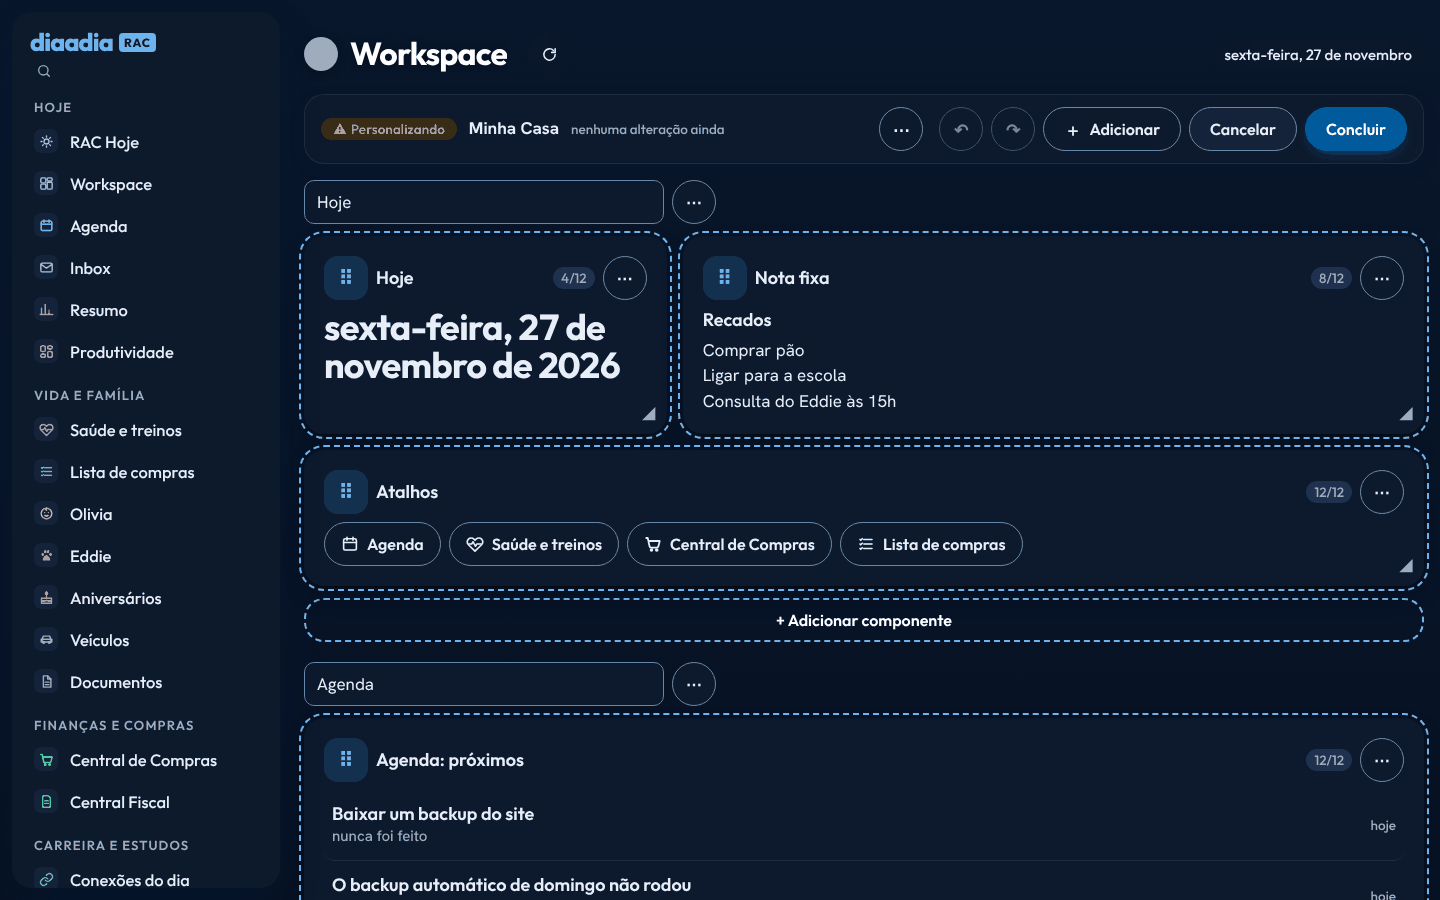 diaadia RAC
HOJE
RAC Hoje
Workspace
Agenda
Inbox
Resumo
Produtividade
VIDA E FAMÍLIA
Saúde e treinos
Lista de compras
Olivia
Eddie
Aniversários
Veículos
Documentos
FINANÇAS E COMPRAS
Central de Compras
Central Fiscal
CARREIRA E ESTUDOS
Conexões do dia
Workspace
sexta-feira, 27 de novembro
Personalizando Minha Casa nenhuma alteração ainda
+ Adicionar Cancelar Concluir
Hoje
Hoje 4/12
sexta-feira, 27 de
novembro de 2026
Nota fixa 8/12
Recados
Comprar pão
Ligar para a escola
Consulta do Eddie às 15h
Atalhos 12/12
Agenda Saúde e treinos Central de Compras Lista de compras
+ Adicionar componente
Agenda
Agenda: próximos 12/12
Baixar um backup do site
nunca foi feito
hoje
O backup automático de domingo não rodou
hoje